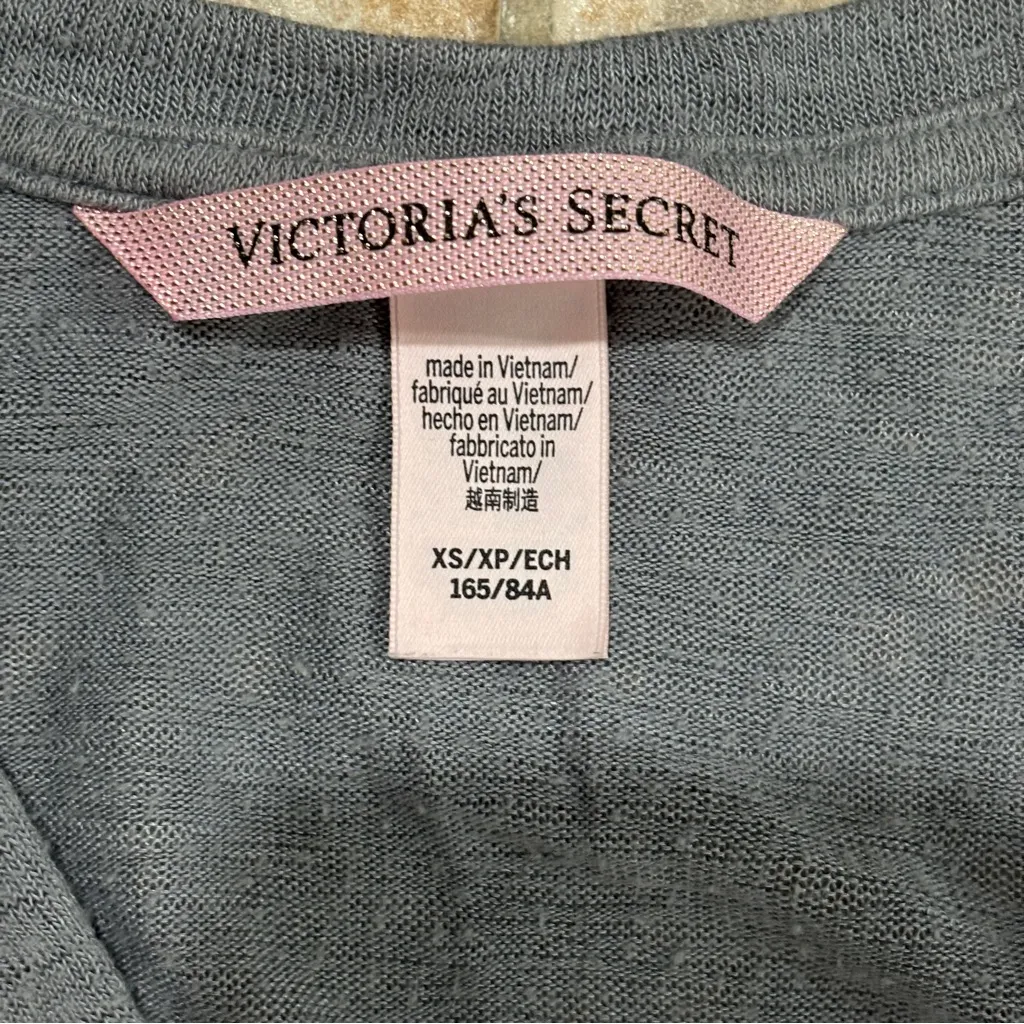 VICTORIA'S SECRET
made in Vietnam/
fabriqué au Vietnam/
hecho en Vietnam/
fabbricato in
Vietnam/
越南制造
XS/XP/ECH
165/84A